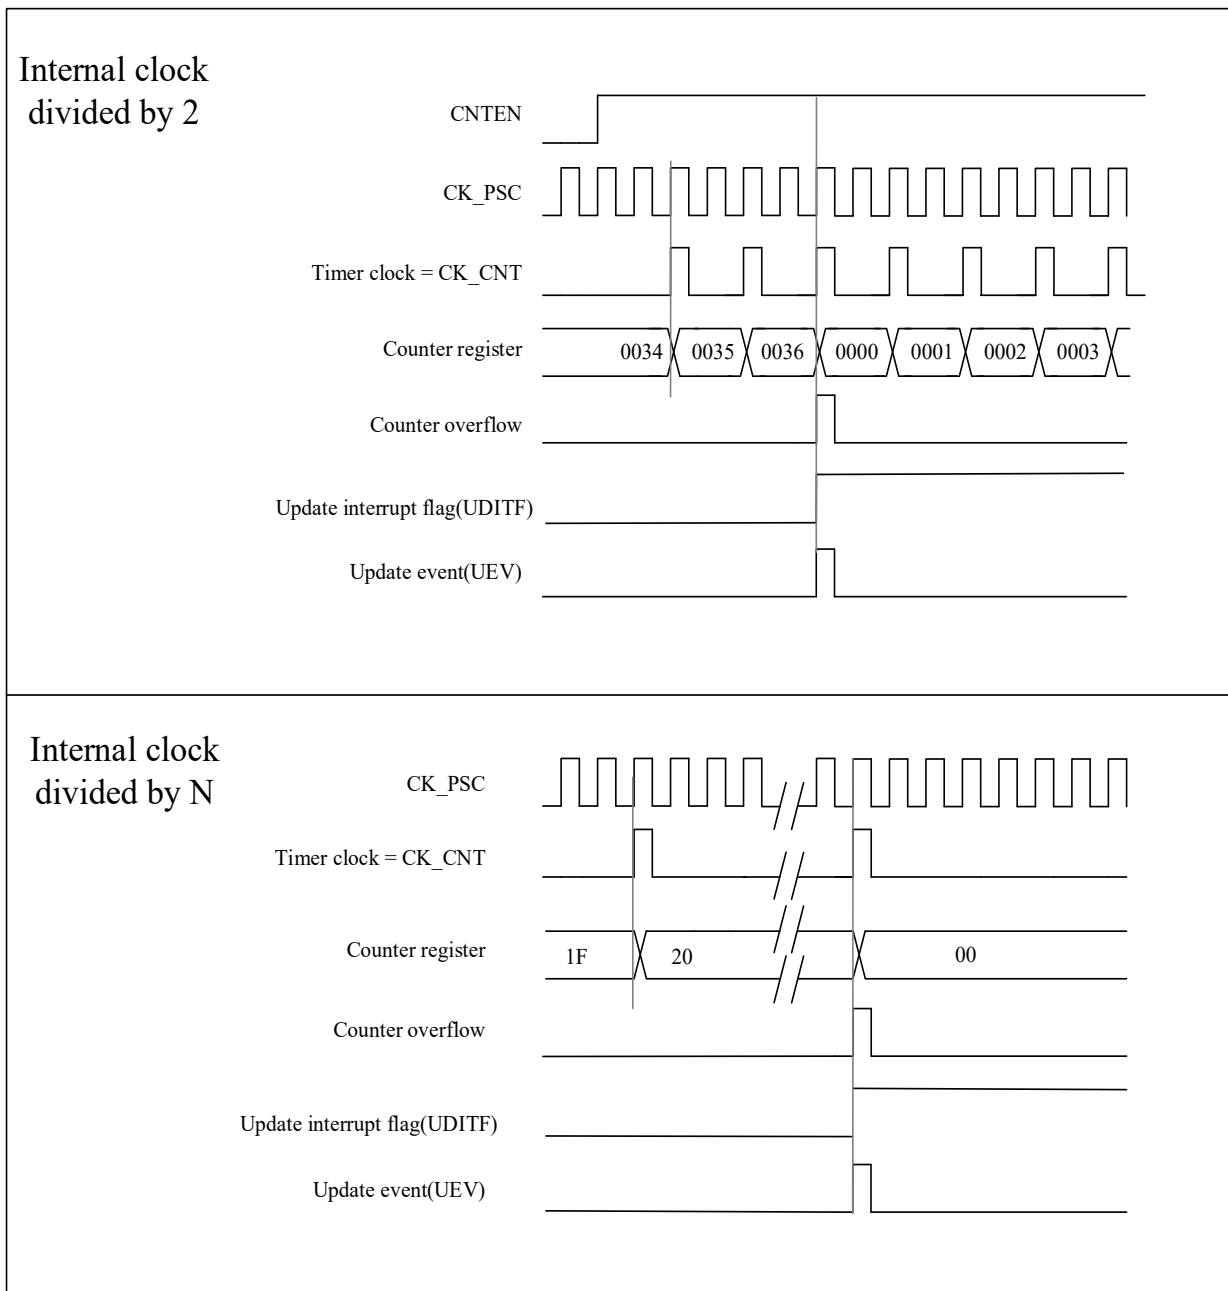 Internal clock
divided by 2
CNTEN
CK_PSC
Timer clock = CK_CNT
Counter register
0034 0035 0036 0000 0001 0002 0003
Counter overflow
Update interrupt flag(UDITF)
Update event(UEV)
Internal clock
divided by N
CK_PSC
Timer clock = CK_CNT
Counter register
1F 20 00
Counter overflow
Update interrupt flag(UDITF)
Update event(UEV)